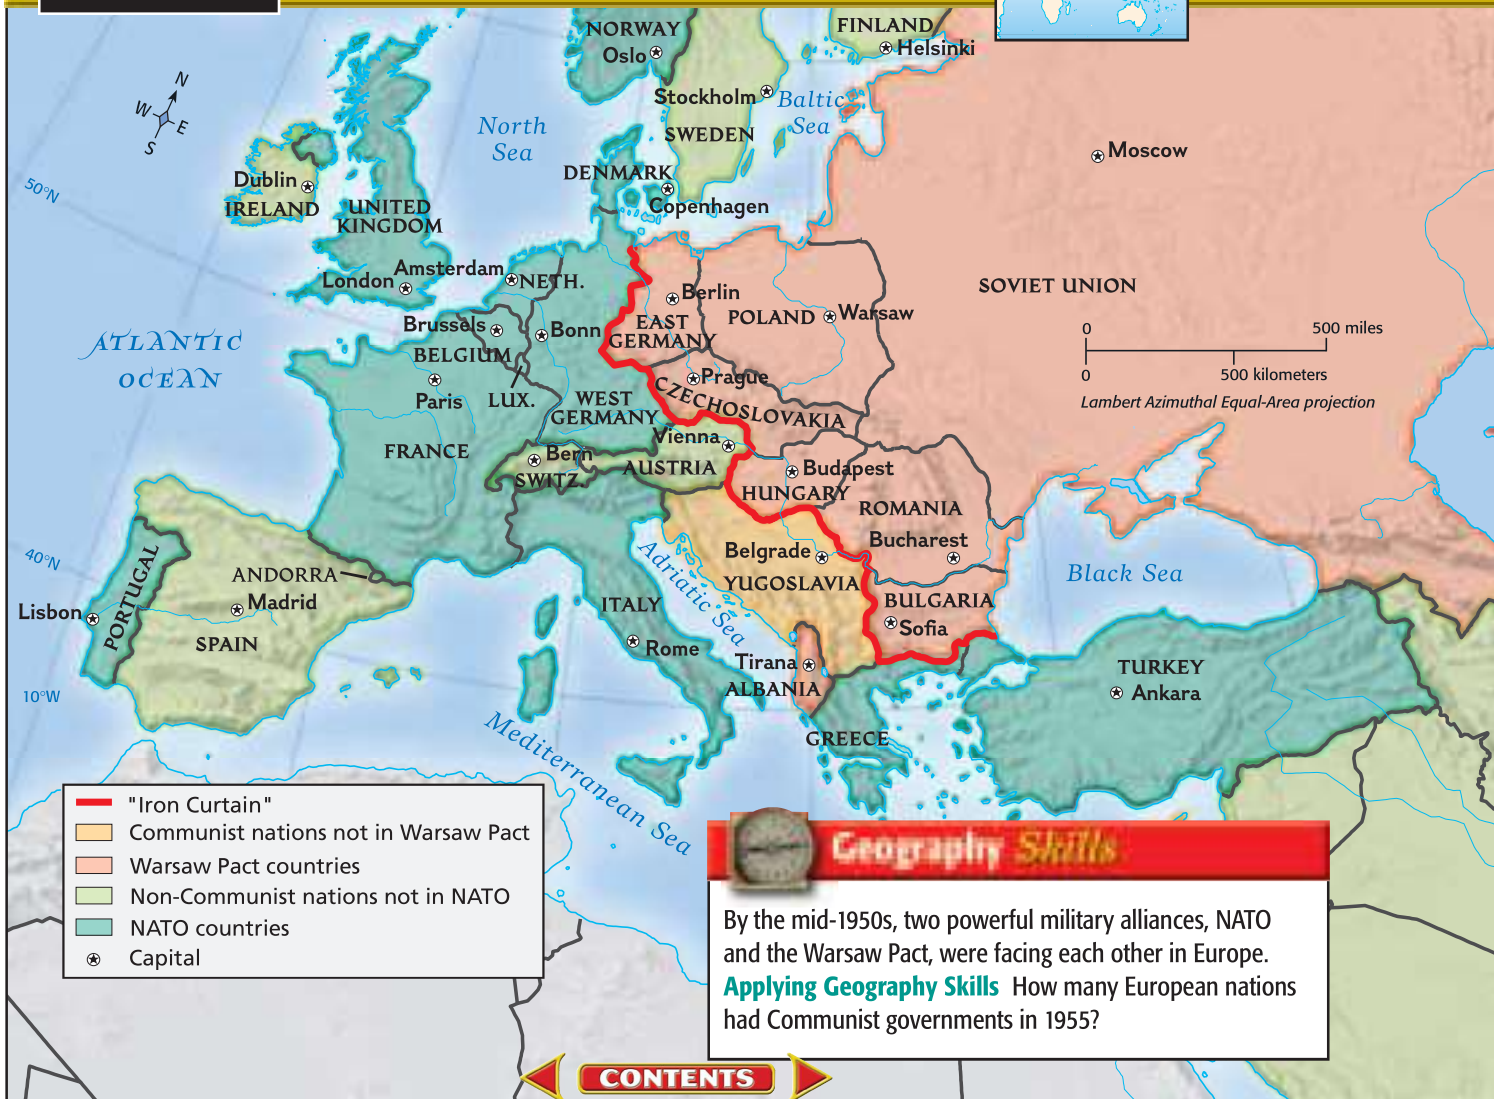 NORWAY
Oslo
FINLAND
Helsinki
Stockholm
SWEDEN
Baltic
Sea
Moscow
N
W
E
S
North
Sea
DENMARK
Copenhagen
50°N
Dublin
IRELAND
UNITED
KINGDOM
London
Amsterdam
NETH.
Berlin
EAST
GERMANY
POLAND
Warsaw
SOVIET UNION
0
500 miles
0
500 kilometers
Lambert Azimuthal Equal-Area projection
ATLANTIC
OCEAN
Brussels
BELGIUM
Bonn
Paris
LUX.
WEST
GERMANY
Prague
CZECHOSLOVAKIA
FRANCE
Bern
SWITZ.
Vienna
AUSTRIA
Budapest
HUNGARY
ROMANIA
Bucharest
Belgrade
YUGOSLAVIA
BULGARIA
Sofia
Black Sea
40°N
Lisbon
PORTUGAL
ANDORRA
Madrid
SPAIN
Adriatic Sea
ITALY
Rome
Tirana
ALBANIA
GREECE
TURKEY
Ankara
10°W
Mediterranean Sea
"Iron Curtain"
Communist nations not in Warsaw Pact
Warsaw Pact countries
Non-Communist nations not in NATO
NATO countries
Capital
Geography Skills
By the mid-1950s, two powerful military alliances, NATO
and the Warsaw Pact, were facing each other in Europe.
Applying Geography Skills How many European nations
had Communist governments in 1955?
CONTENTS